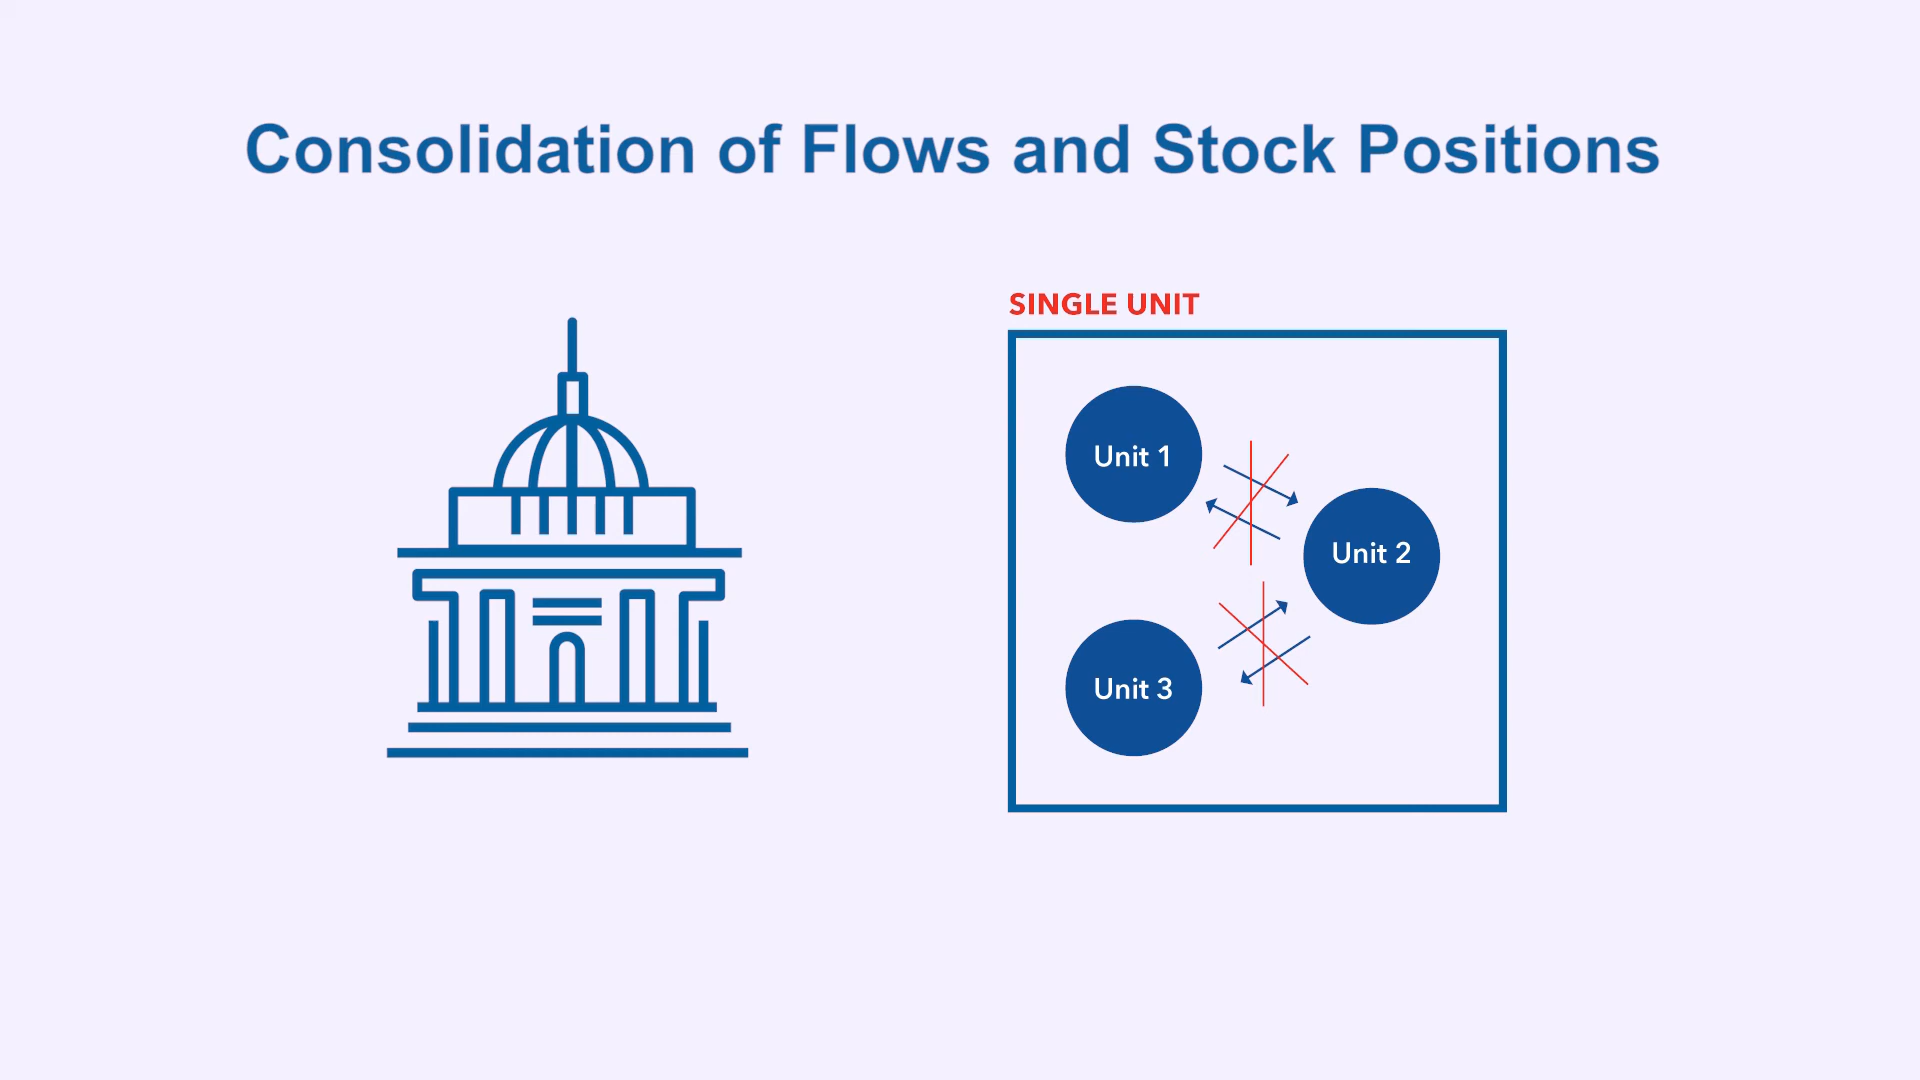 Consolidation of Flows and Stock Positions
SINGLE UNIT
Unit 1
Unit 2
Unit 3